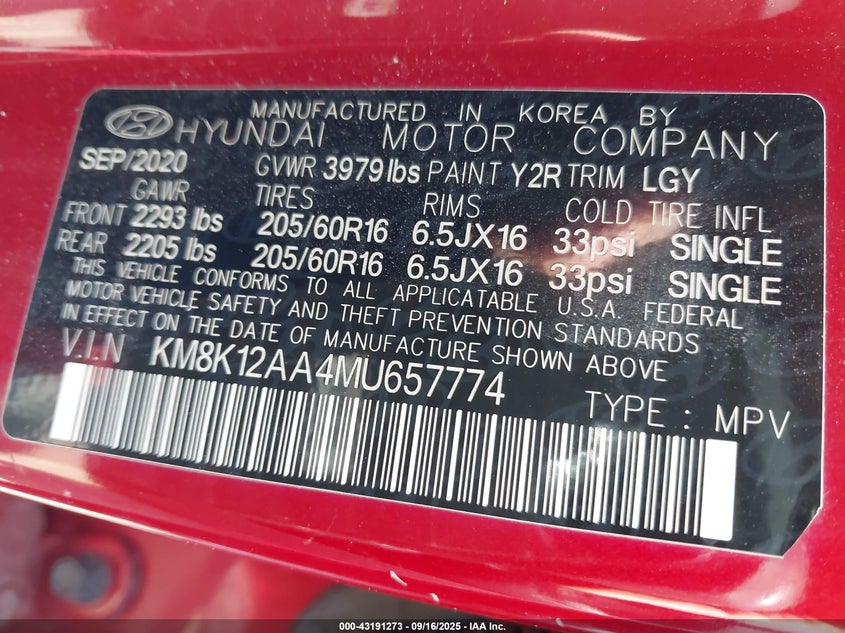 MANUFACTURED IN KOREA BY
HYUNDAI MOTOR COMPANY
SEP/2020 GVWR 3979 lbs PAINT Y2R TRIM LGY
GAWR TIRES RIMS COLD TIRE INFL
FRONT 2293 lbs 205/60R16 6.5JX16 33psi SINGLE
REAR 2205 lbs 205/60R16 6.5JX16 33psi SINGLE
THIS VEHICLE CONFORMS TO ALL APPLICATABLE U.S.A. FEDERAL
MOTOR VEHICLE SAFETY AND THEFT PREVENTION STANDARDS
IN EFFECT ON THE DATE OF MANUFACTURE SHOWN ABOVE
V.I.N KM8K12AA4MU657774
TYPE : MPV
000-43191273 - 09/16/2025 - IAA Inc.